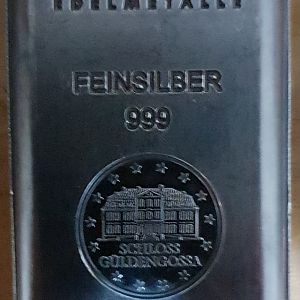 EDELMETALLE
FEINSILBER
999
SCHLOSS
GÜLDENGOSSA